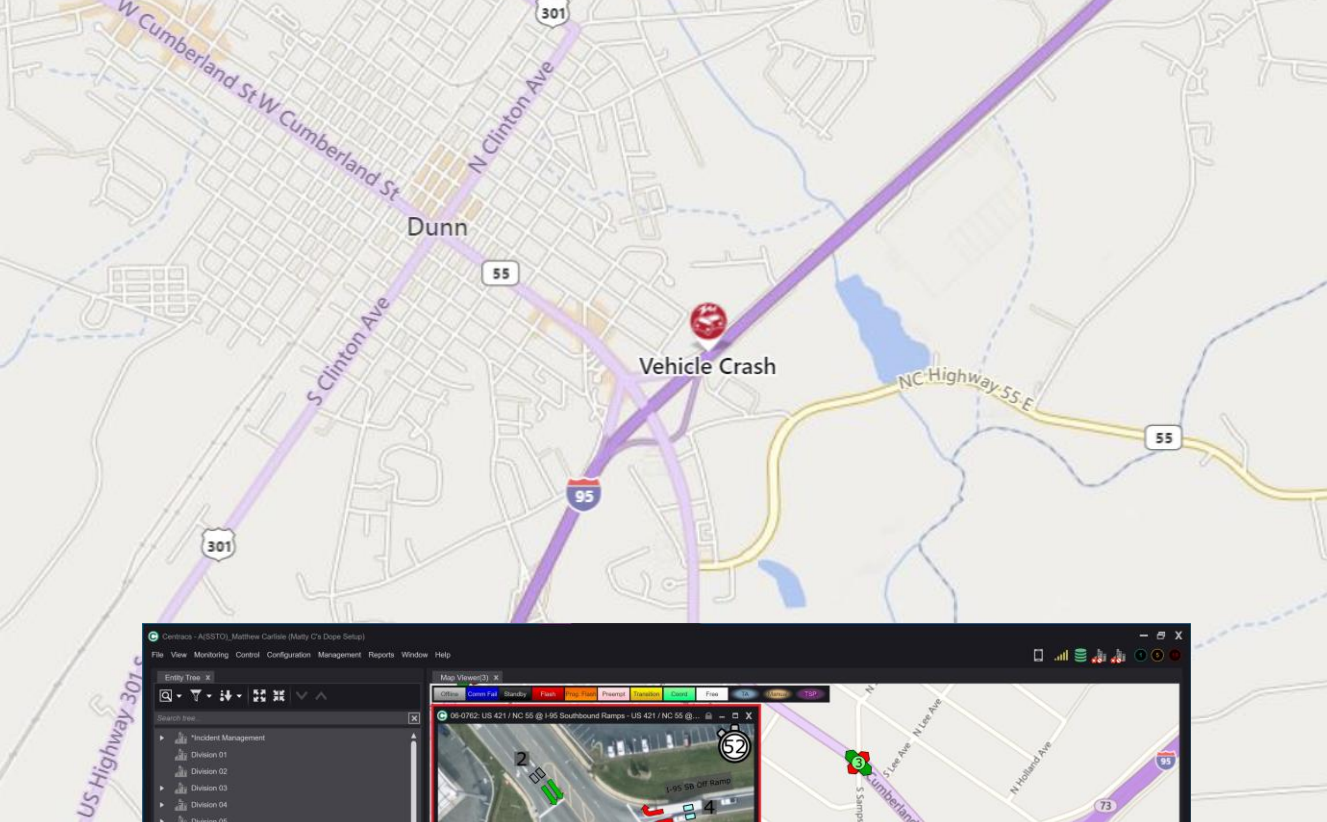 301
W Cumberland St
W Cumberland St
N Clinton Ave
Dunn
55
S Clinton Ave
Vehicle Crash
NC Highway 55 E
55
95
301
US Highway 301 S
Centracs - A(SSTO)_Matthew Carlisle (Matty C's Dope Setup)
File View Monitoring Control Configuration Management Reports Window Help
Entity Tree X
Map Viewer(3) X
Offline Comm Fail Standby Flash Prog. Flash Preempt Transition Coord Free TA Manual TSP
Search tree...
06-0762: US 421 / NC 55 @ I-95 Southbound Ramps - US 421 / NC 55 @...
*Incident Management
Division 01
Division 02
Division 03
Division 04
Division 05
52
2
I-95 SB Off Ramp
4
3
S Lee Ave
N Lee Ave
N Holland Ave
95
73
Cumberland
S Samps